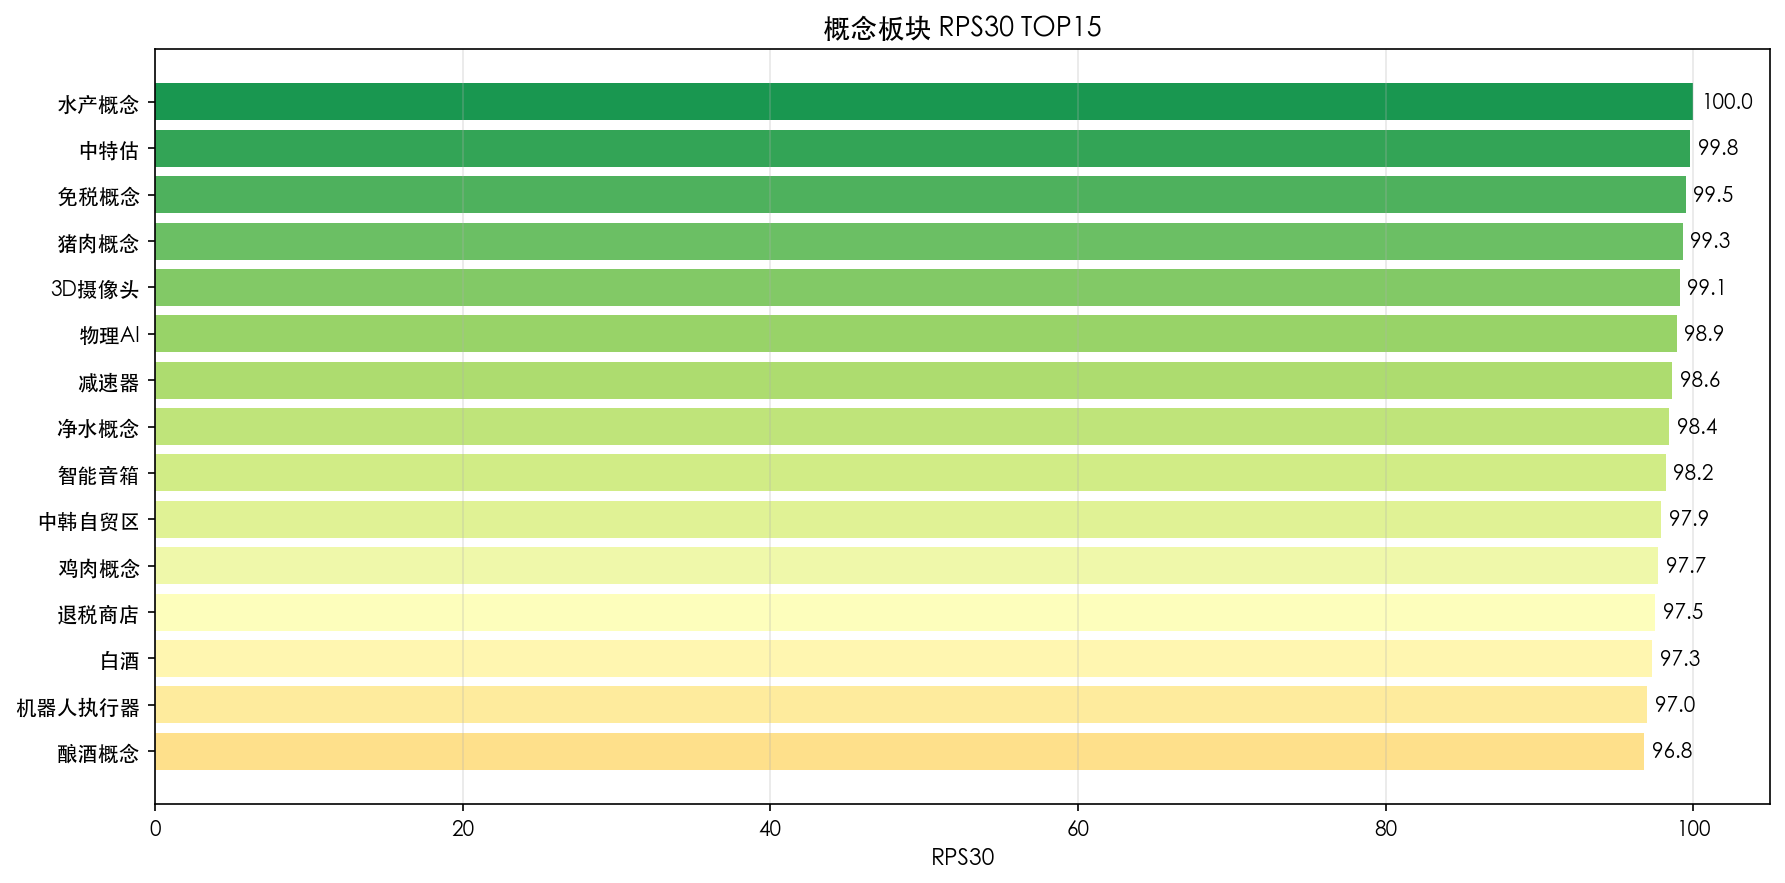 概念板块 RPS30 TOP15
水产概念 100.0
中特估 99.8
免税概念 99.5
猪肉概念 99.3
3D摄像头 99.1
物理AI 98.9
减速器 98.6
净水概念 98.4
智能音箱 98.2
中韩自贸区 97.9
鸡肉概念 97.7
退税商店 97.5
白酒 97.3
机器人执行器 97.0
酿酒概念 96.8
0 20 40 60 80 100
RPS30